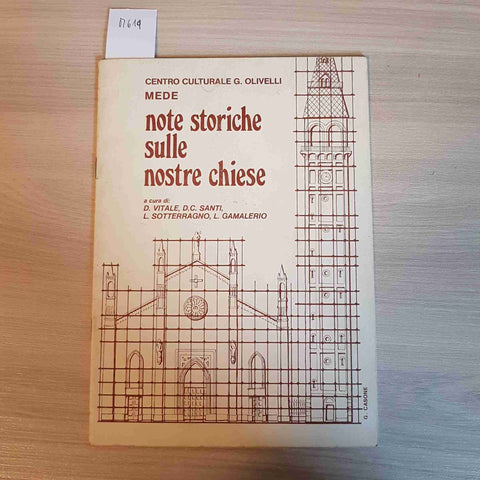 17619
CENTRO CULTURALE G. OLIVELLI
MEDE
note storiche
sulle
nostre chiese
a cura di:
D. VITALE, D.C. SANTI,
L. SOTTERRAGNO, L. GAMALERIO
G. CASONE